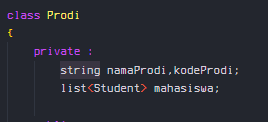 class Prodi
{
private :
string namaProdi,kodeProdi;
list<Student> mahasiswa;